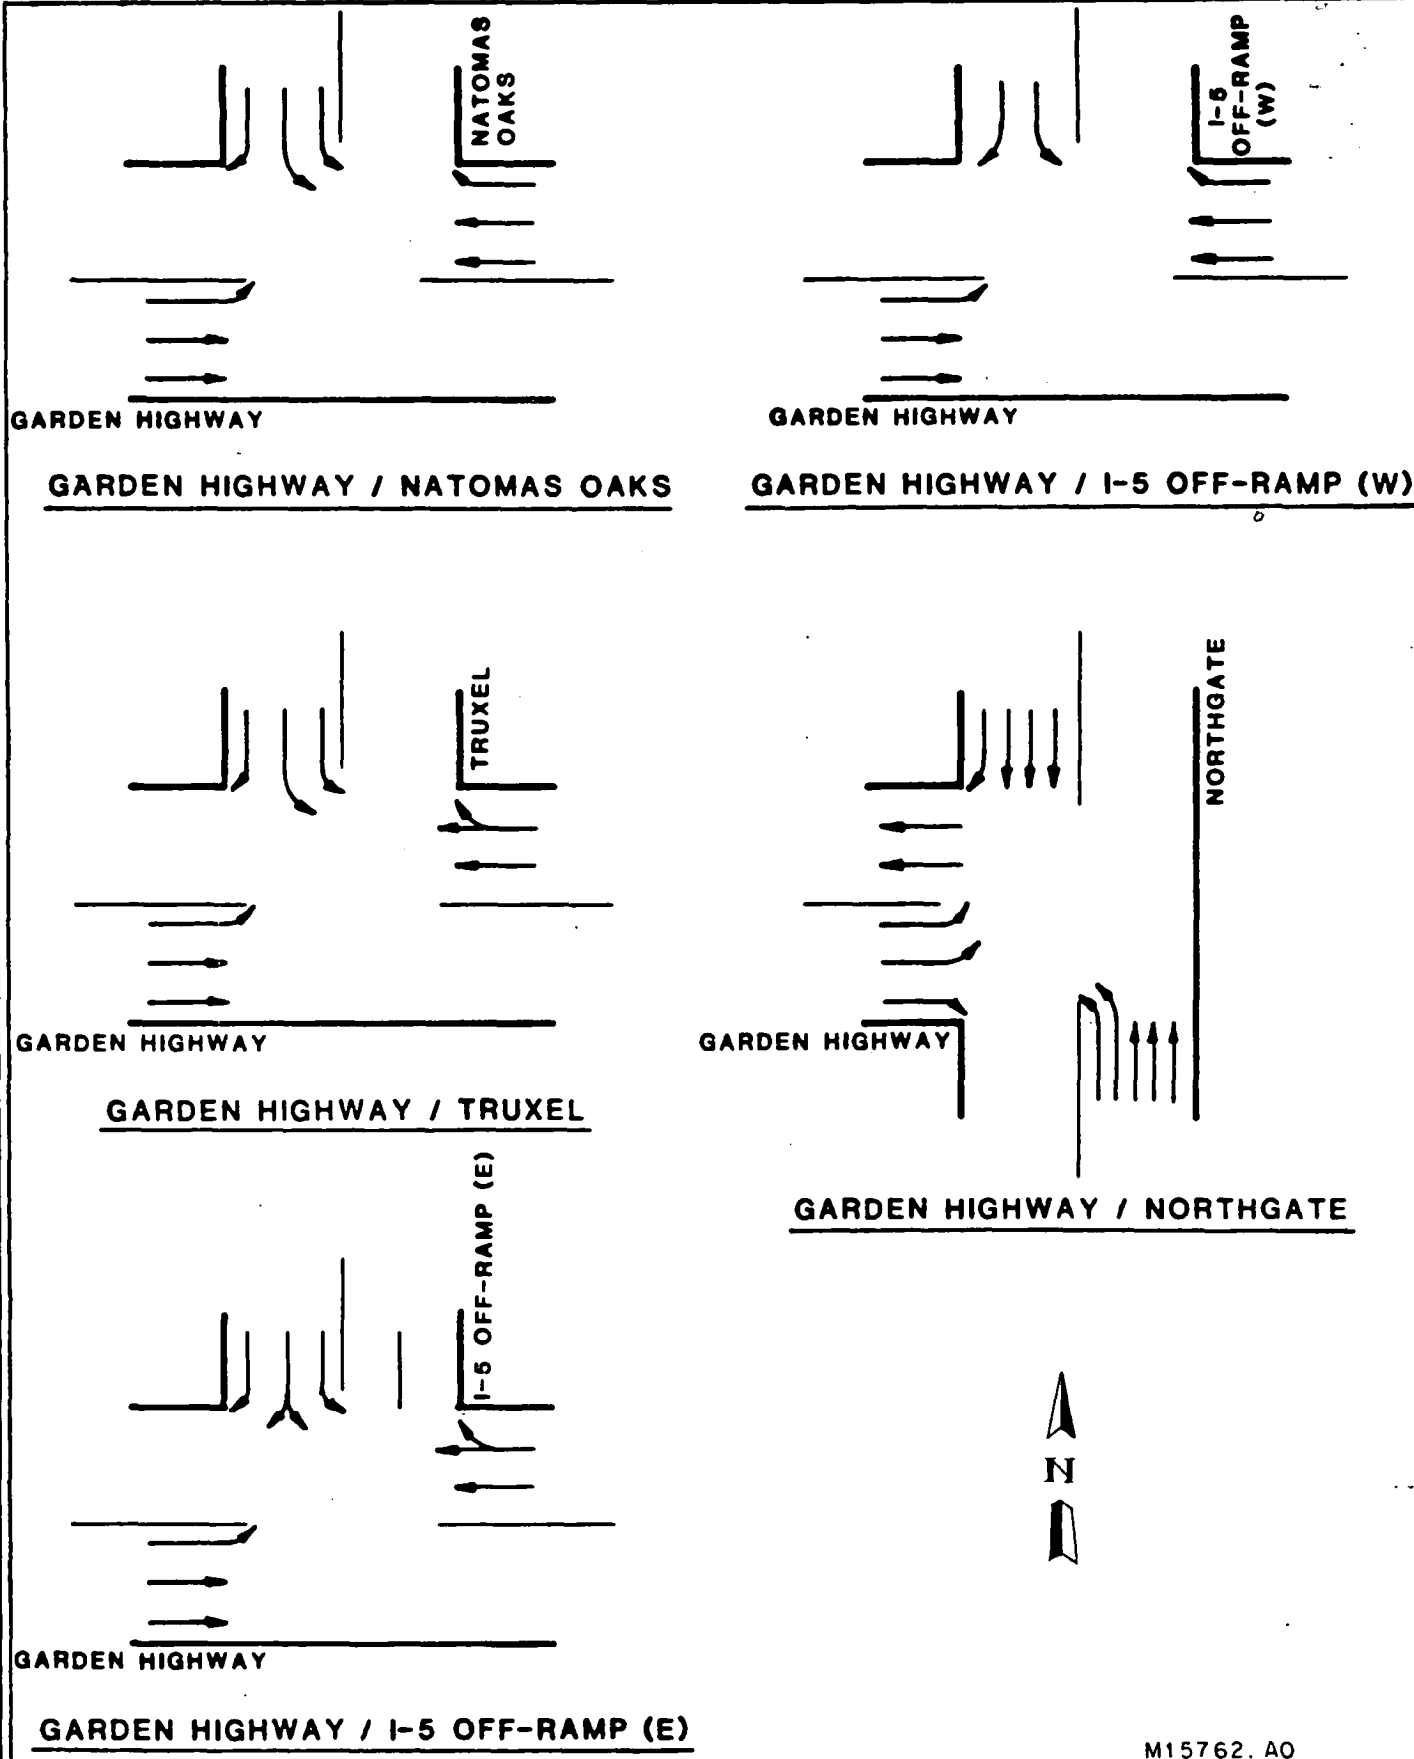 NATOMAS
OAKS
GARDEN HIGHWAY
GARDEN HIGHWAY / NATOMAS OAKS
I-5
OFF-RAMP
(W)
GARDEN HIGHWAY
GARDEN HIGHWAY / I-5 OFF-RAMP (W)
TRUXEL
GARDEN HIGHWAY
GARDEN HIGHWAY / TRUXEL
NORTHGATE
GARDEN HIGHWAY
GARDEN HIGHWAY / NORTHGATE
I-5 OFF-RAMP (E)
GARDEN HIGHWAY
GARDEN HIGHWAY / I-5 OFF-RAMP (E)
N
M15762.A0